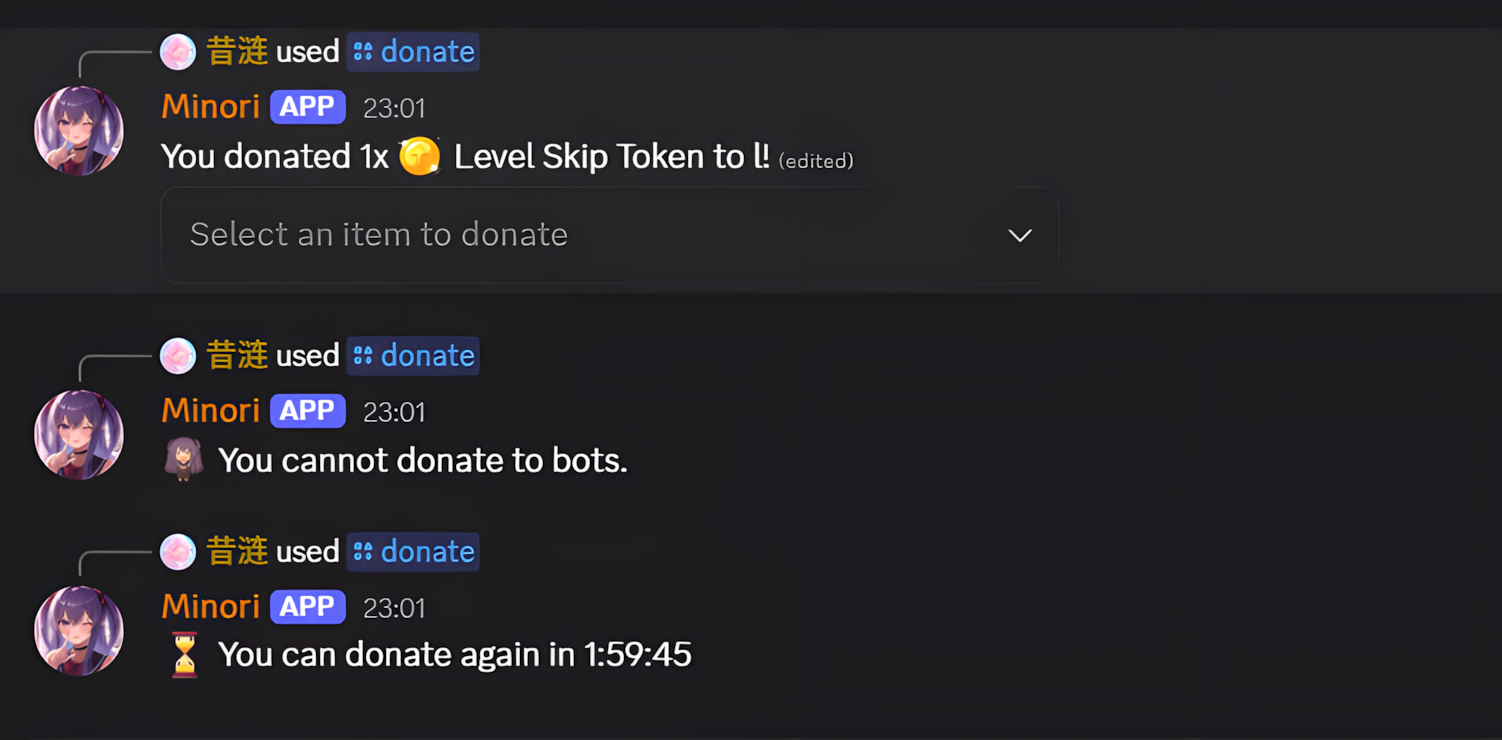 昔涟 used donate
Minori APP 23:01
You donated 1x Level Skip Token to l! (edited)
Select an item to donate
昔涟 used donate
Minori APP 23:01
You cannot donate to bots.
昔涟 used donate
Minori APP 23:01
You can donate again in 1:59:45